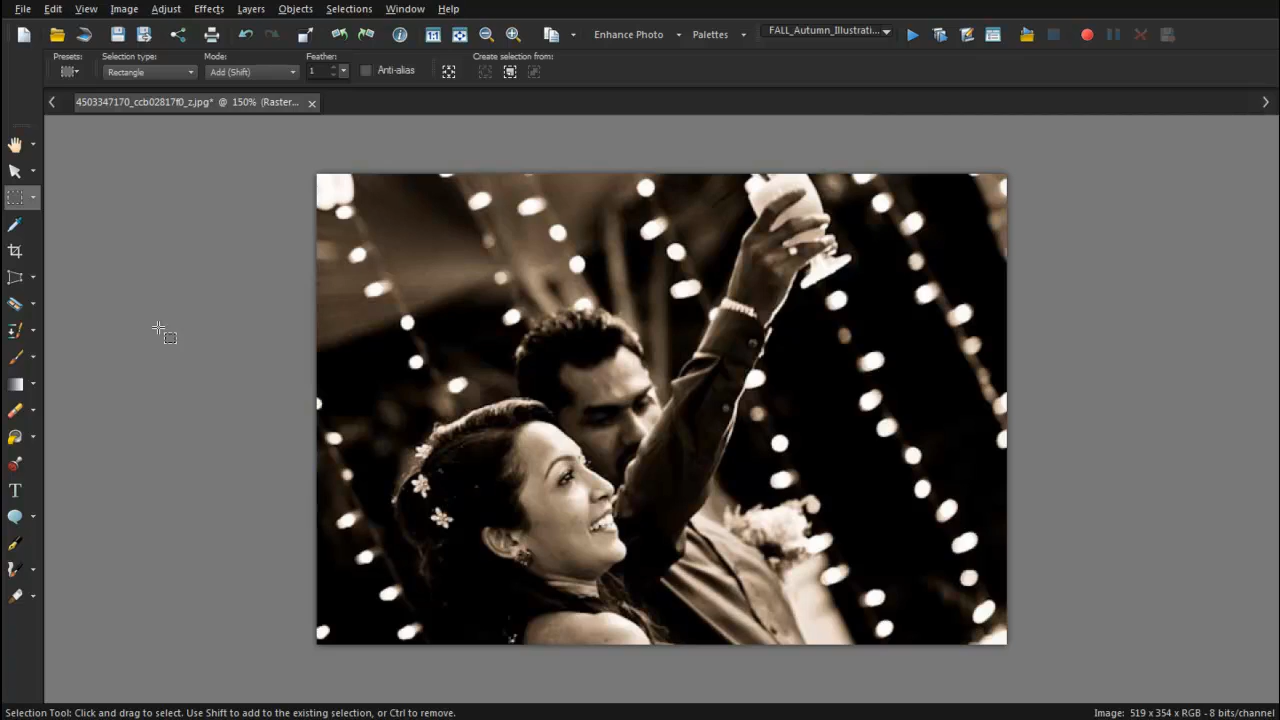 File Edit View Image Adjust Effects Layers Objects Selections Window Help
Enhance Photo Palettes FALL_Autumn_Illustrati...
Presets: Selection type: Mode: Feather: Create selection from:
Rectangle Add (Shift) 1 Anti-alias
4503347170_ccb02817f0_z.jpg* @ 150% (Raster...
Selection Tool: Click and drag to select. Use Shift to add to the existing selection, or Ctrl to remove. Image: 519 x 354 x RGB - 8 bits/channel